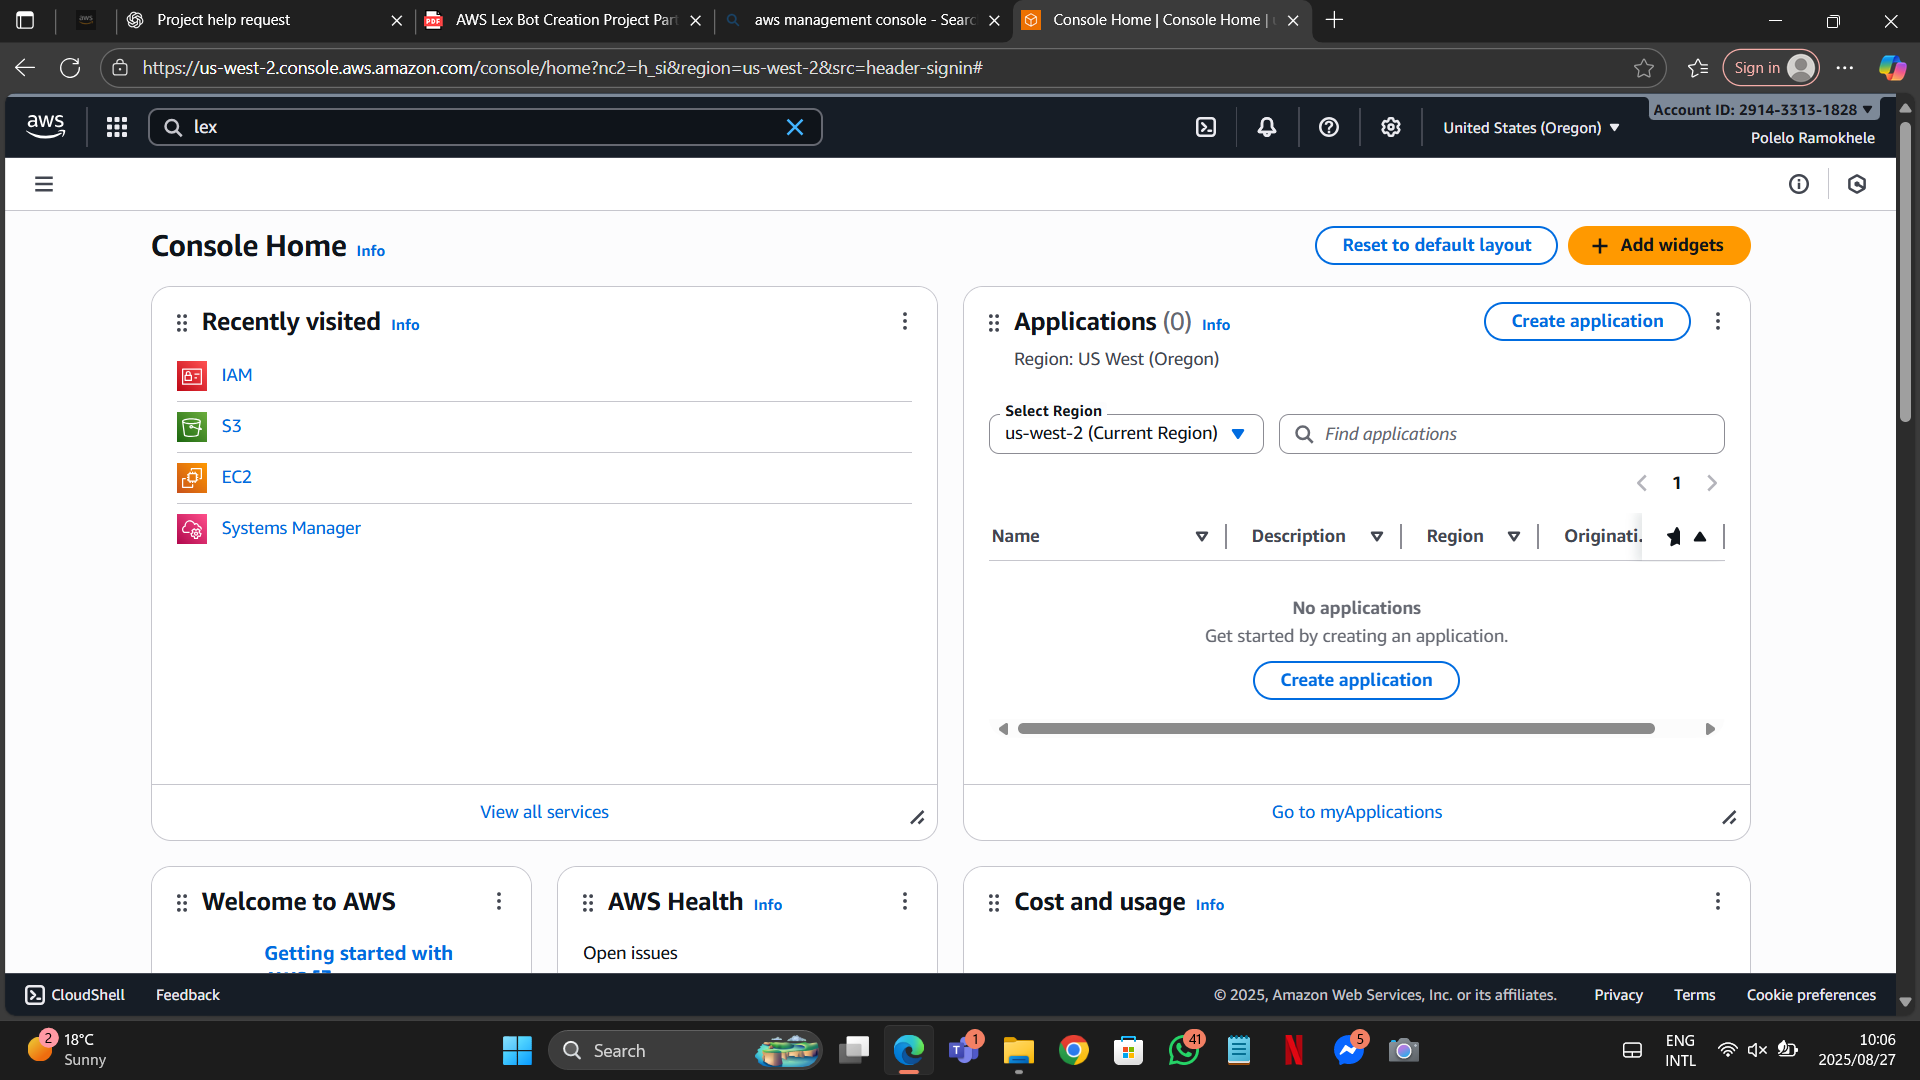 aws
Project help request
AWS Lex Bot Creation Project Part
aws management console - Searc
Console Home | Console Home |
https://us-west-2.console.aws.amazon.com/console/home?nc2=h_si&region=us-west-2&src=header-signin#
Sign in
aws
lex
United States (Oregon)
Account ID: 2914-3313-1828
Polelo Ramokhele
Console Home Info
Reset to default layout
Add widgets
Recently visited Info
IAM
S3
EC2
Systems Manager
View all services
Applications (0) Info
Create application
Region: US West (Oregon)
Select Region
us-west-2 (Current Region)
Find applications
1
Name Description Region Originati.
No applications
Get started by creating an application.
Create application
Go to myApplications
Welcome to AWS
Getting started with
AWS Health Info
Open issues
Cost and usage Info
CloudShell Feedback
© 2025, Amazon Web Services, Inc. or its affiliates. Privacy Terms Cookie preferences
2
18°C
Sunny
Search
1
41
5
ENG
INTL
10:06
2025/08/27